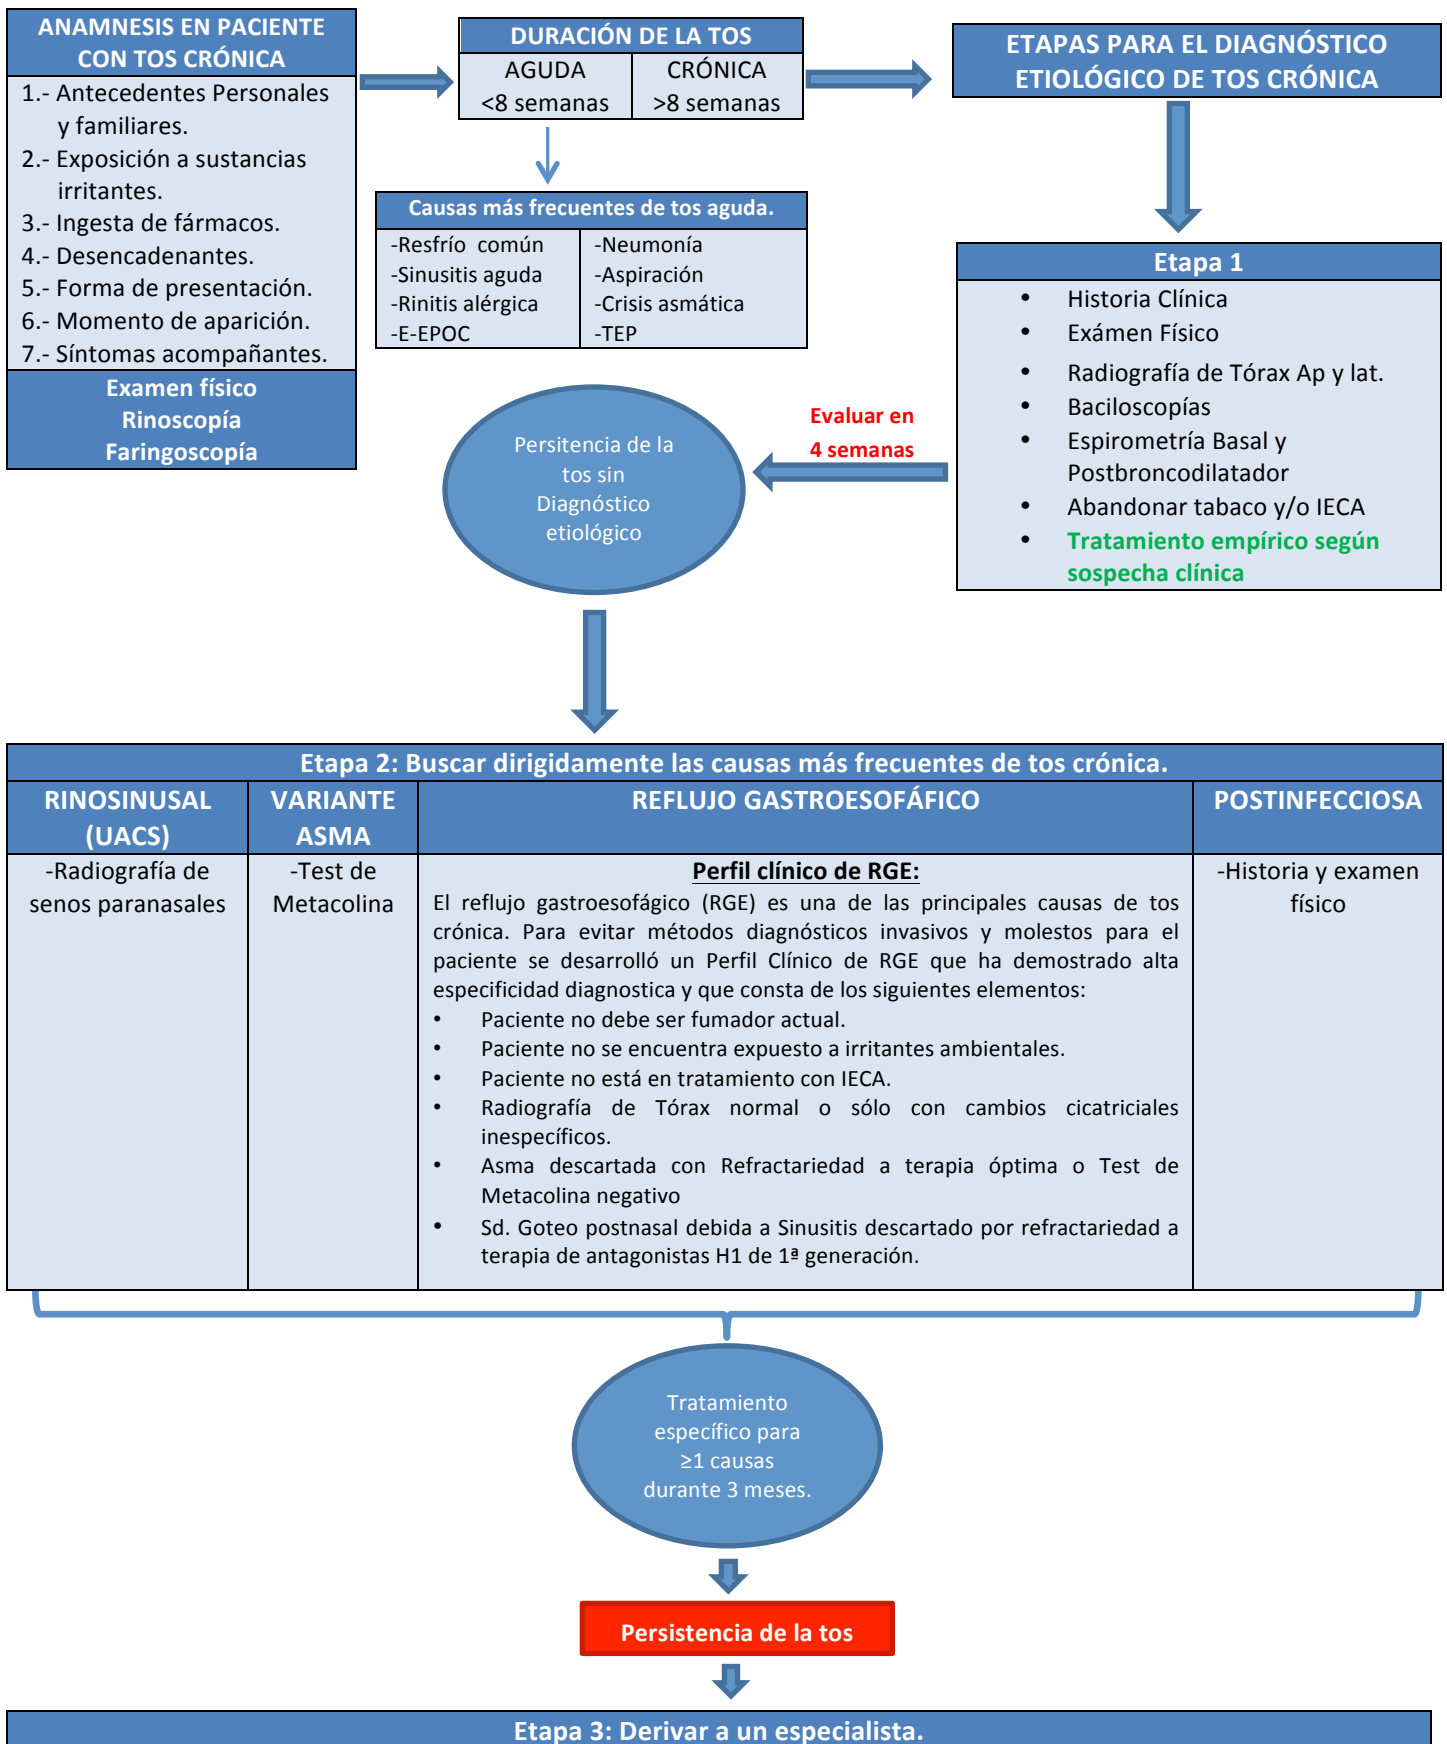 ANAMNESIS EN PACIENTE
CON TOS CRÓNICA
1.- Antecedentes Personales
y familiares.
2.- Exposición a sustancias
irritantes.
3.- Ingesta de fármacos.
4.- Desencadenantes.
5.- Forma de presentación.
6.- Momento de aparición.
7.- Síntomas acompañantes.
Examen físico
Rinoscopía
Faringoscopía
DURACIÓN DE LA TOS
AGUDA
<8 semanas
CRÓNICA
>8 semanas
Causas más frecuentes de tos aguda.
-Resfrío común
-Sinusitis aguda
-Rinitis alérgica
-E-EPOC
-Neumonía
-Aspiración
-Crisis asmática
-TEP
ETAPAS PARA EL DIAGNÓSTICO
ETIOLÓGICO DE TOS CRÓNICA
Etapa 1
• Historia Clínica
• Exámen Físico
• Radiografía de Tórax Ap y lat.
• Baciloscopías
• Espirometría Basal y
Postbroncodilatador
• Abandonar tabaco y/o IECA
• Tratamiento empírico según
sospecha clínica
Evaluar en
4 semanas
Persitencia de la
tos sin
Diagnóstico
etiológico
Etapa 2: Buscar dirigidamente las causas más frecuentes de tos crónica.
RINOSINUSAL
(UACS)
VARIANTE
ASMA
REFLUJO GASTROESOFÁFICO
POSTINFECCIOSA
-Radiografía de
senos paranasales
-Test de
Metacolina
Perfil clínico de RGE:
El reflujo gastroesofágico (RGE) es una de las principales causas de tos
crónica. Para evitar métodos diagnósticos invasivos y molestos para el
paciente se desarrolló un Perfil Clínico de RGE que ha demostrado alta
especificidad diagnostica y que consta de los siguientes elementos:
• Paciente no debe ser fumador actual.
• Paciente no se encuentra expuesto a irritantes ambientales.
• Paciente no está en tratamiento con IECA.
• Radiografía de Tórax normal o sólo con cambios cicatriciales
inespecíficos.
• Asma descartada con Refractariedad a terapia óptima o Test de
Metacolina negativo
• Sd. Goteo postnasal debida a Sinusitis descartado por refractariedad a
terapia de antagonistas H1 de 1ª generación.
-Historia y examen
físico
Tratamiento
específico para
≥1 causas
durante 3 meses.
Persistencia de la tos
Etapa 3: Derivar a un especialista.